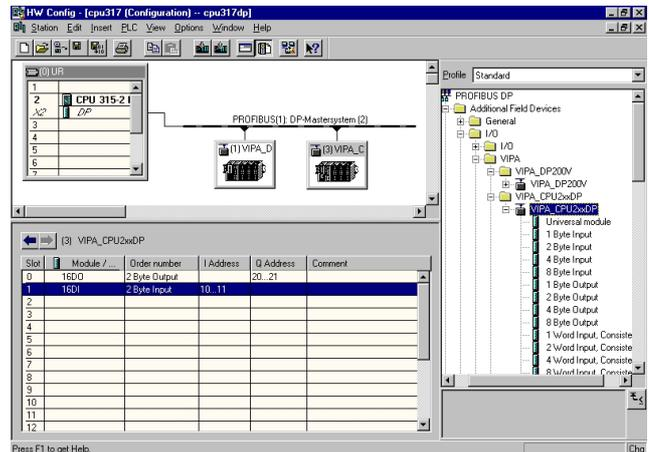 HW Config - [cpu317 (Configuration) -- cpu317dp]
Station Edit Insert PLC View Options Window Help
(0) UR
1
2 CPU 315-2
X2 DP
3
4
5
6
7
PROFIBUS(1): DP-Mastersystem (2)
(1) VIPA_D
(3) VIPA_C
Profile Standard
PROFIBUS DP
Additional Field Devices
General
I/O
I/O
VIPA
VIPA_DP200V
VIPA_DP200V
VIPA_CPU2xxDP
VIPA_CPU2xxDP
Universal module
1 Byte Input
2 Byte Input
4 Byte Input
8 Byte Input
1 Byte Output
2 Byte Output
4 Byte Output
8 Byte Output
1 Word Input, Consiste
2 Word Input, Consiste
4 Word Input, Consiste
8 Word Input, Consiste
(3) VIPA_CPU2xxDP
Slot Module / ... Order number I Address Q Address Comment
0 16DO 2 Byte Output 20...21
1 16DI 2 Byte Input 10...11
2
3
4
5
6
7
8
9
10
11
12
Press F1 to get Help.
Chg